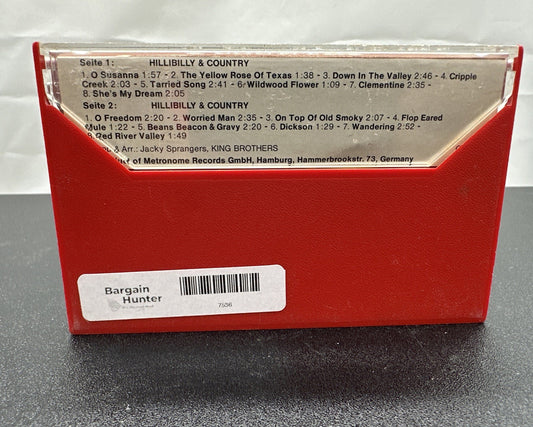 Seite 1: HILLIBILLY & COUNTRY
1. O Susanna 1:57 - 2. The Yellow Rose Of Texas 1:38 - 3. Down In The Valley 2:46 - 4. Cripple
Creek 2:03 - 5. Tarried Song 2:41 - 6. Wildwood Flower 1:09 - 7. Clementine 2:35 -
8. She's My Dream 2:05
Seite 2: HILLIBILLY & COUNTRY
1. O Freedom 2:20 - 2. Worried Man 2:35 - 3. On Top Of Old Smoky 2:07 - 4. Flop Eared
Mule 1:22 - 5. Beans Beacon & Gravy 2:20 - 6. Dickson 1:29 - 7. Wandering 2:52 -
8. Red River Valley 1:49
& Arr.: Jacky Sprangers, KING BROTHERS
of Metronome Records GmbH, Hamburg, Hammerbrookstr. 73, Germany
Bargain
Hunter
7536